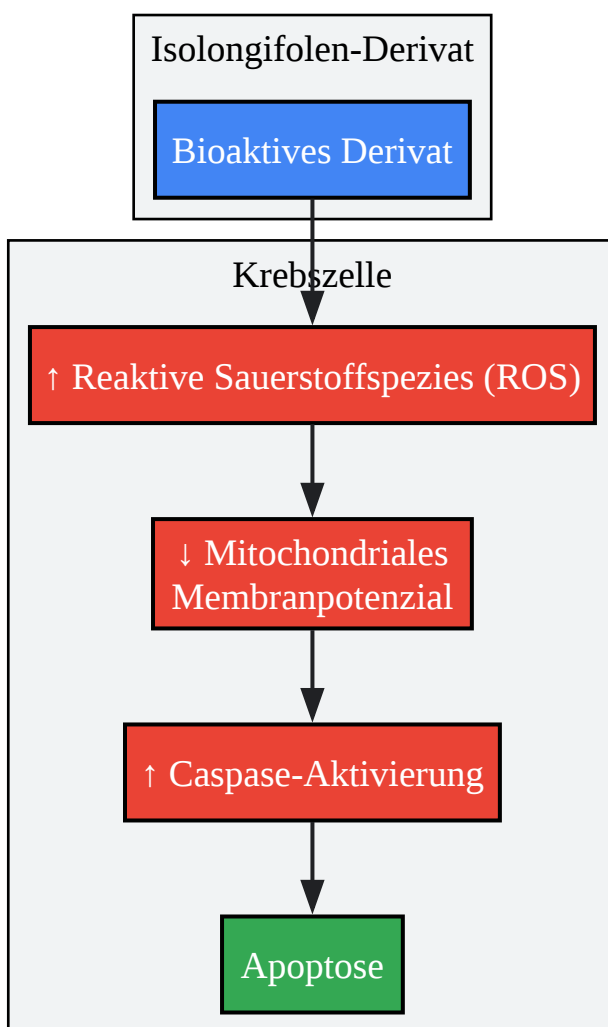 Isolongifolen-Derivat
Bioaktives Derivat
Krebszelle
↑ Reaktive Sauerstoffspezies (ROS)
↓ Mitochondriales
Membranpotenzial
↑ Caspase-Aktivierung
Apoptose